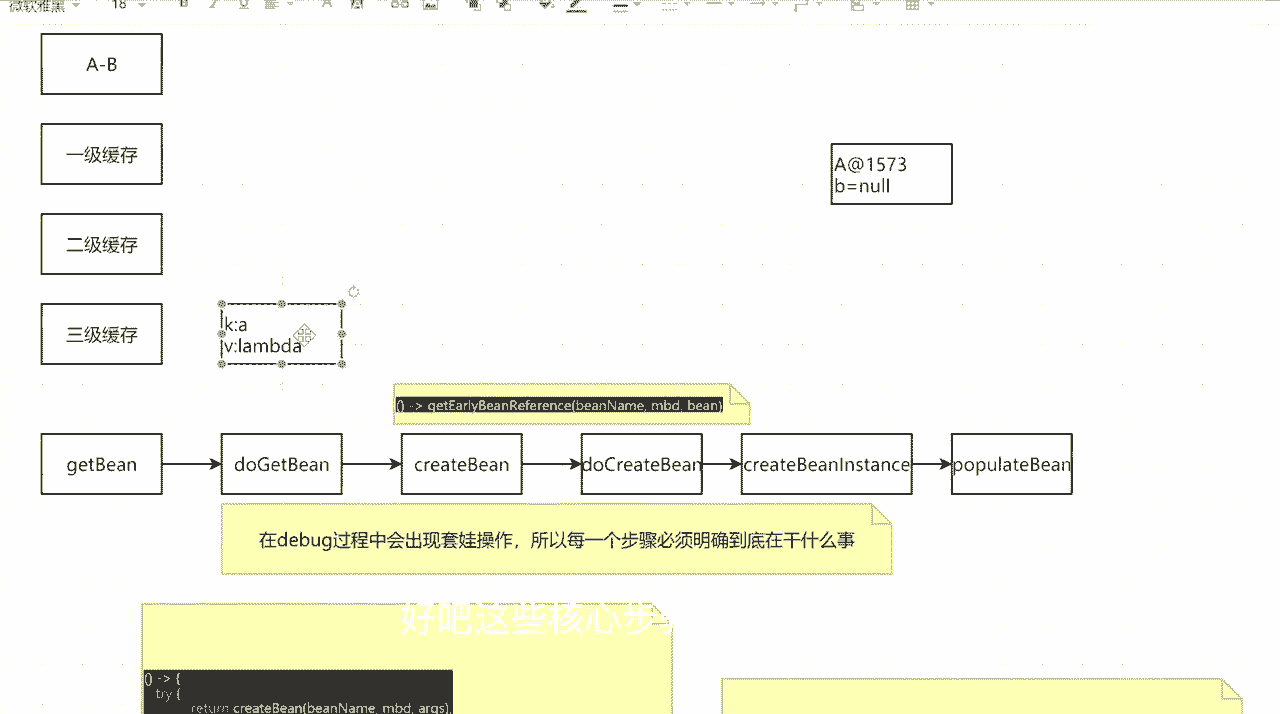 微软雅黑 18
A-B
一级缓存
A@1573
b=null
二级缓存
三级缓存
k:a
v:lambda
() -> getEarlyBeanReference(beanName, mbd, bean)
getBean
doGetBean
createBean
doCreateBean
createBeanInstance
populateBean
在debug过程中会出现套娃操作，所以每一个步骤必须明确到底在干什么事
好吧这些核心步
() -> {
try {
return createBean(beanName, mbd, args);